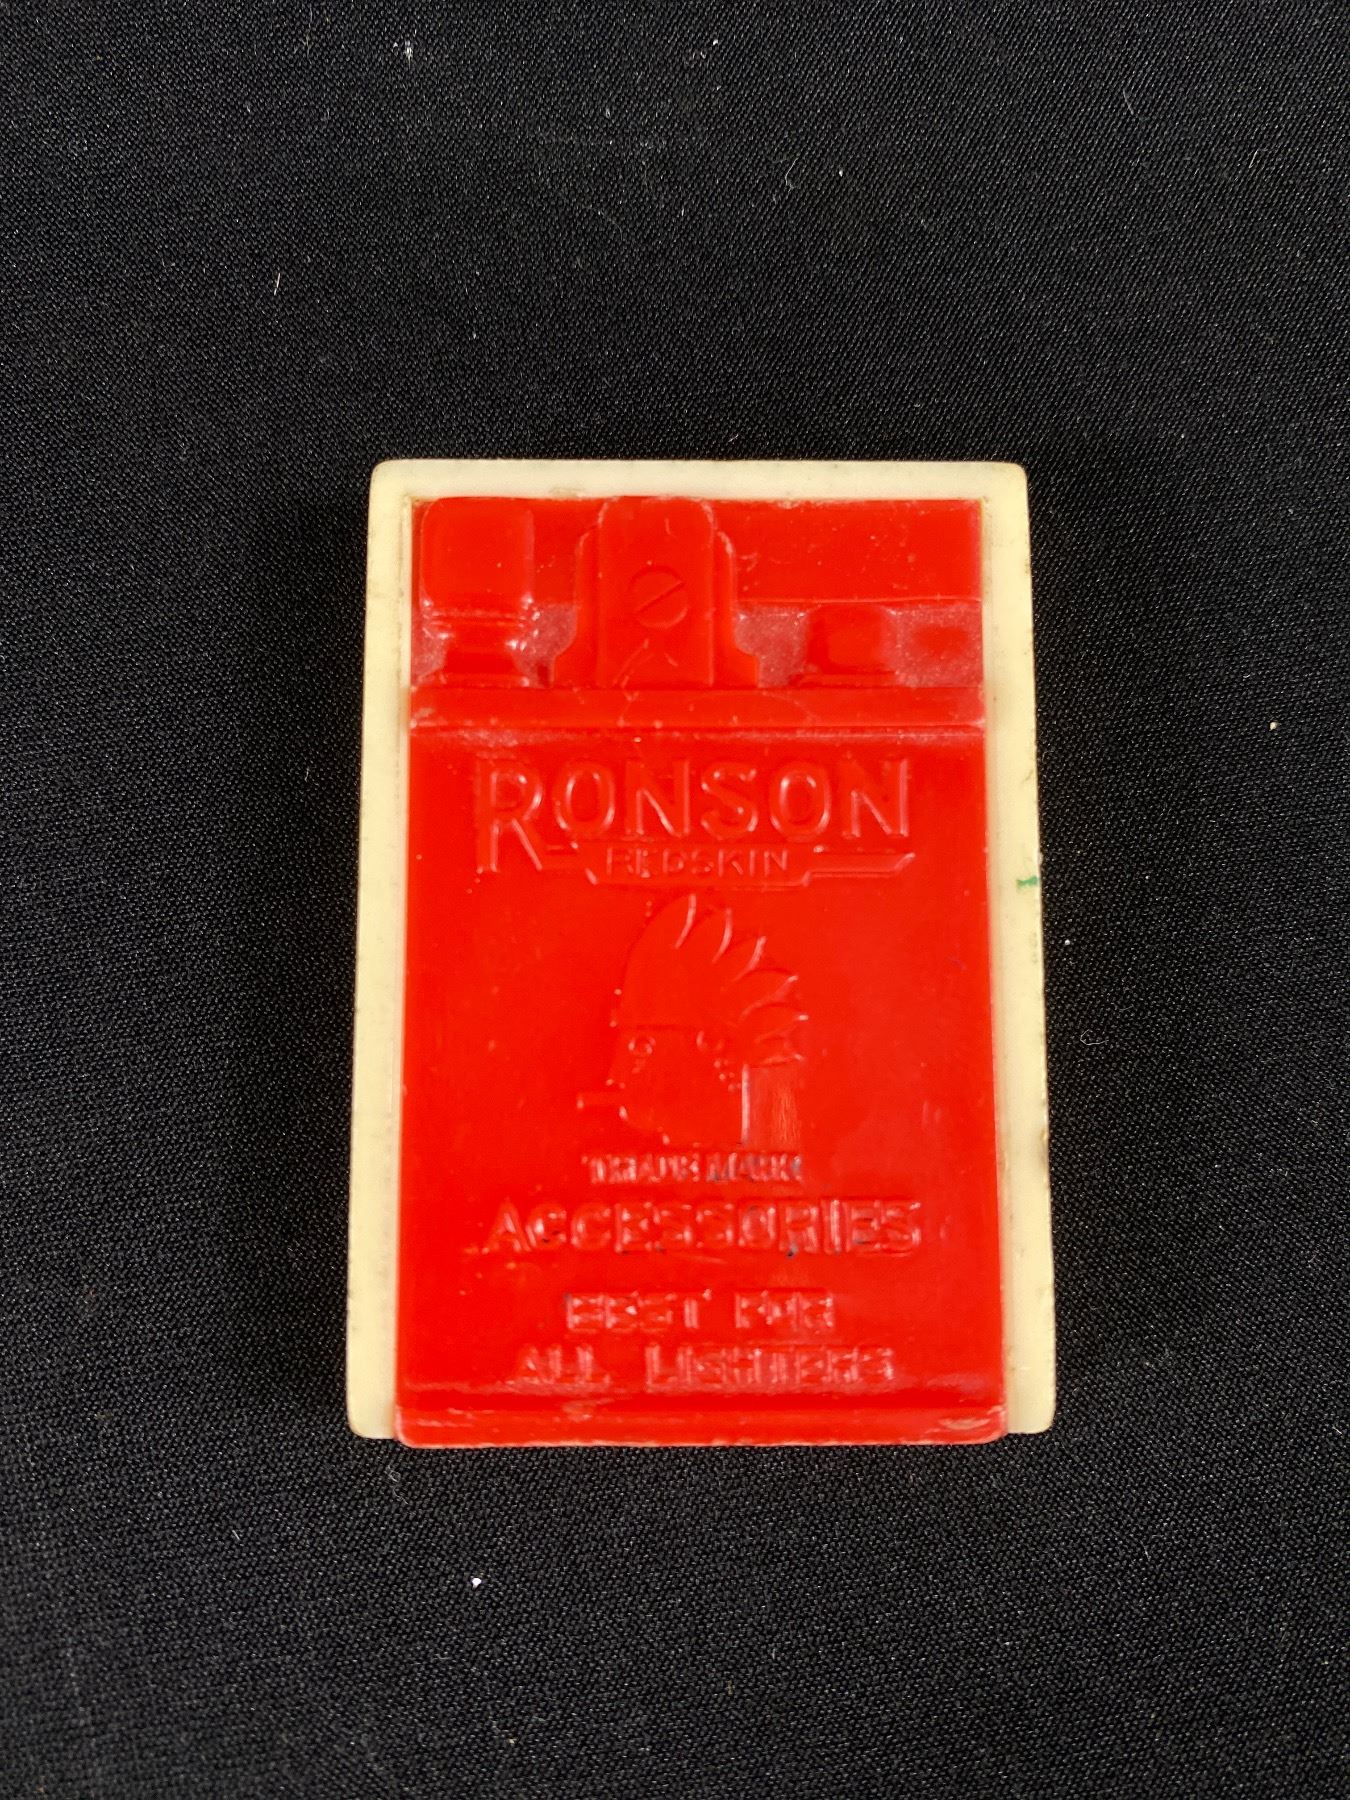 RONSON
REDSKIN
TRADE MARK
ACCESSORIES
BEST FOR
ALL LIGHTERS